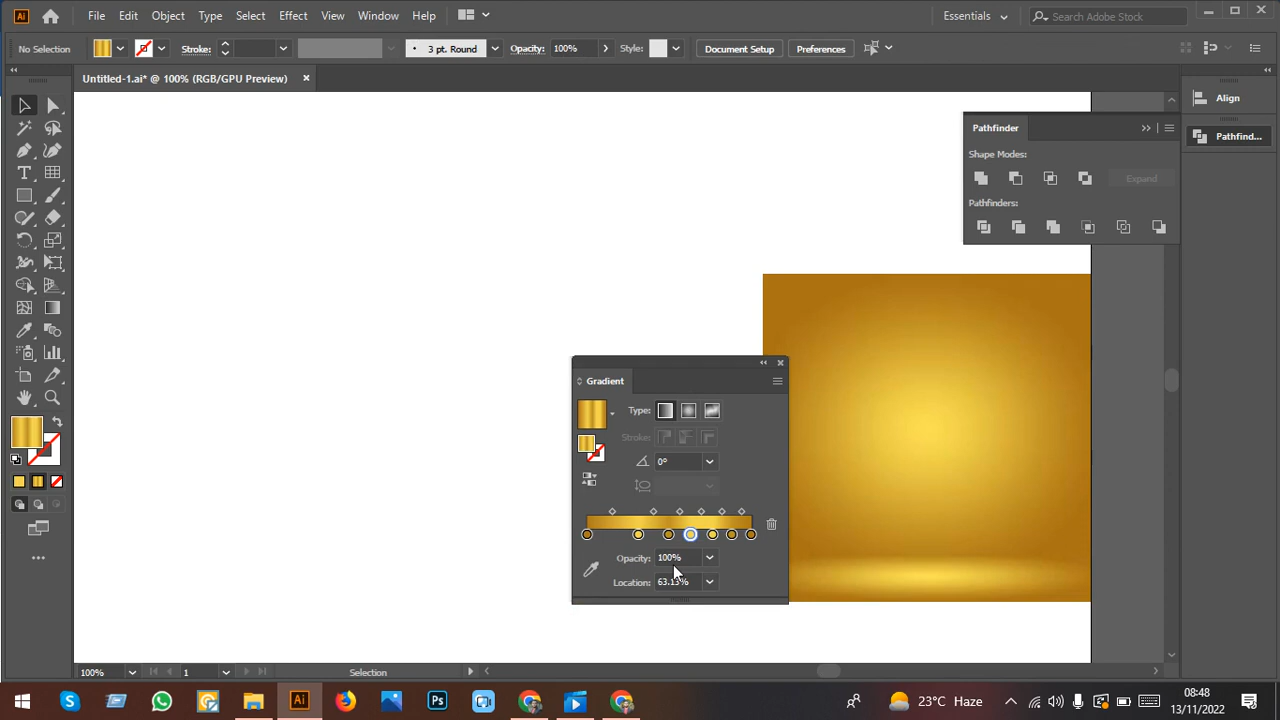 Ai File Edit Object Type Select Effect View Window Help Essentials Search Adobe Stock
No Selection Stroke: 3 pt. Round Opacity: 100% Style: Document Setup Preferences
Untitled-1.ai* @ 100% (RGB/GPU Preview)
Align
Pathfinder
Pathfind...
Shape Modes:
Expand
Pathfinders:
Gradient
Type:
Stroke:
0°
Opacity: 100%
Location: 63.13%
100% 1 Selection
Ai Ps 23°C Haze 08:48
13/11/2022